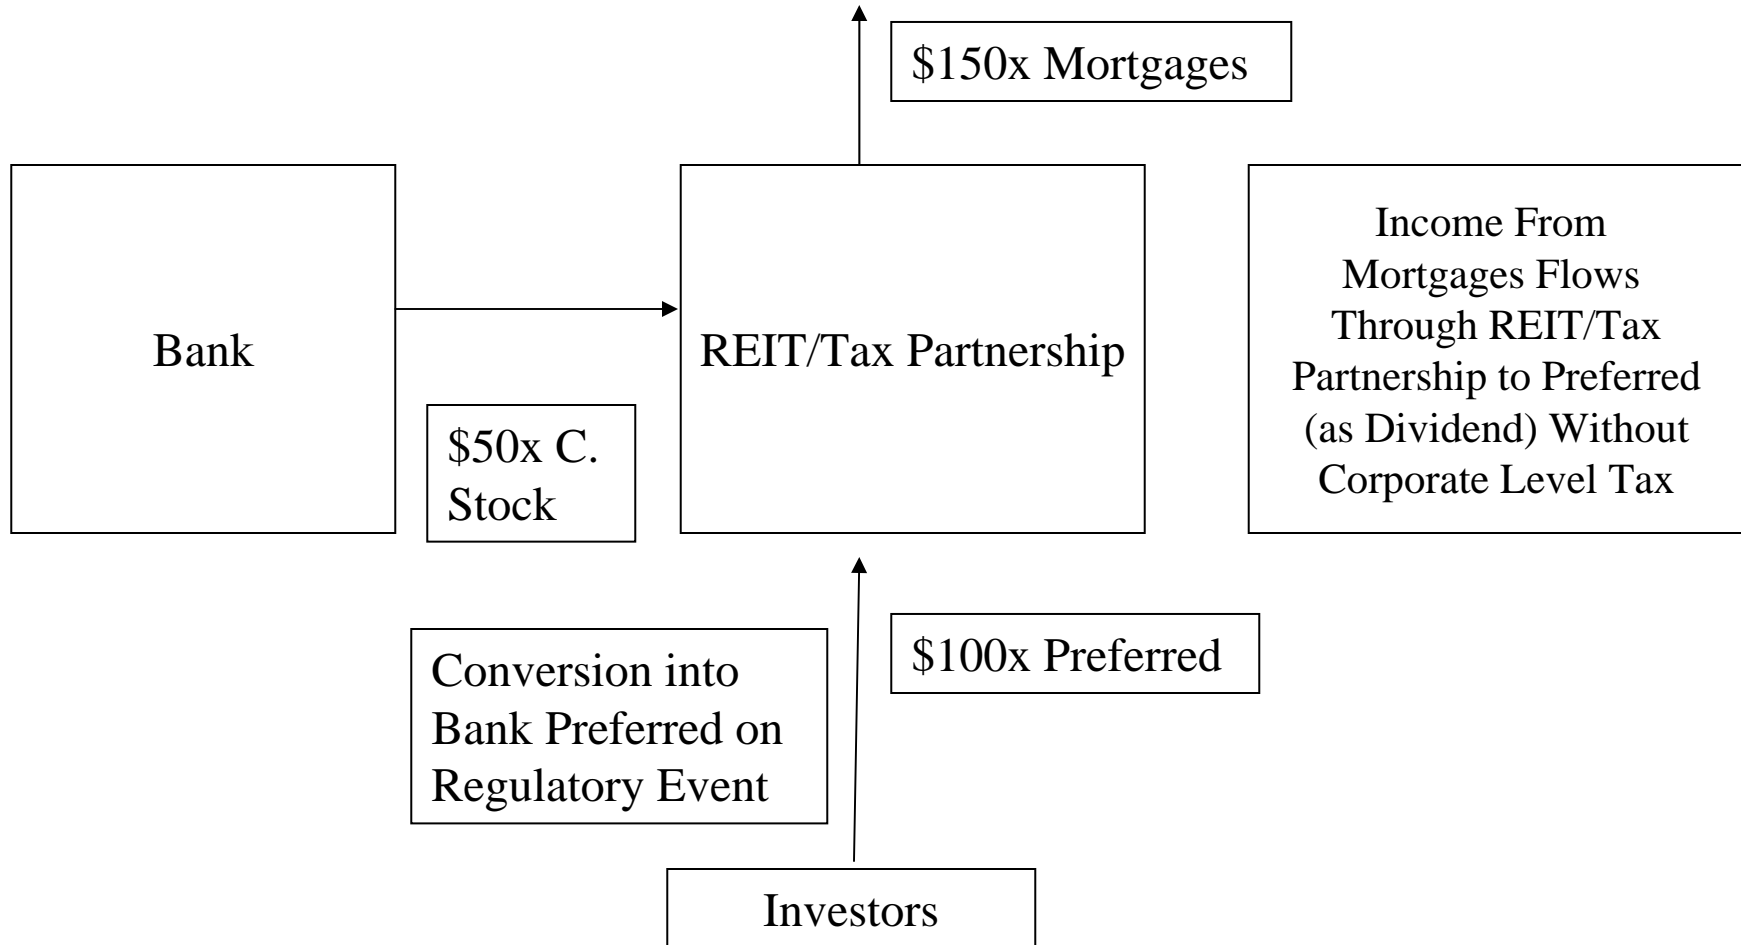 $150x Mortgages
Bank
REIT/Tax Partnership
Income From
Mortgages Flows
Through REIT/Tax
Partnership to Preferred
(as Dividend) Without
Corporate Level Tax
$50x C.
Stock
Conversion into
Bank Preferred on
Regulatory Event
$100x Preferred
Investors